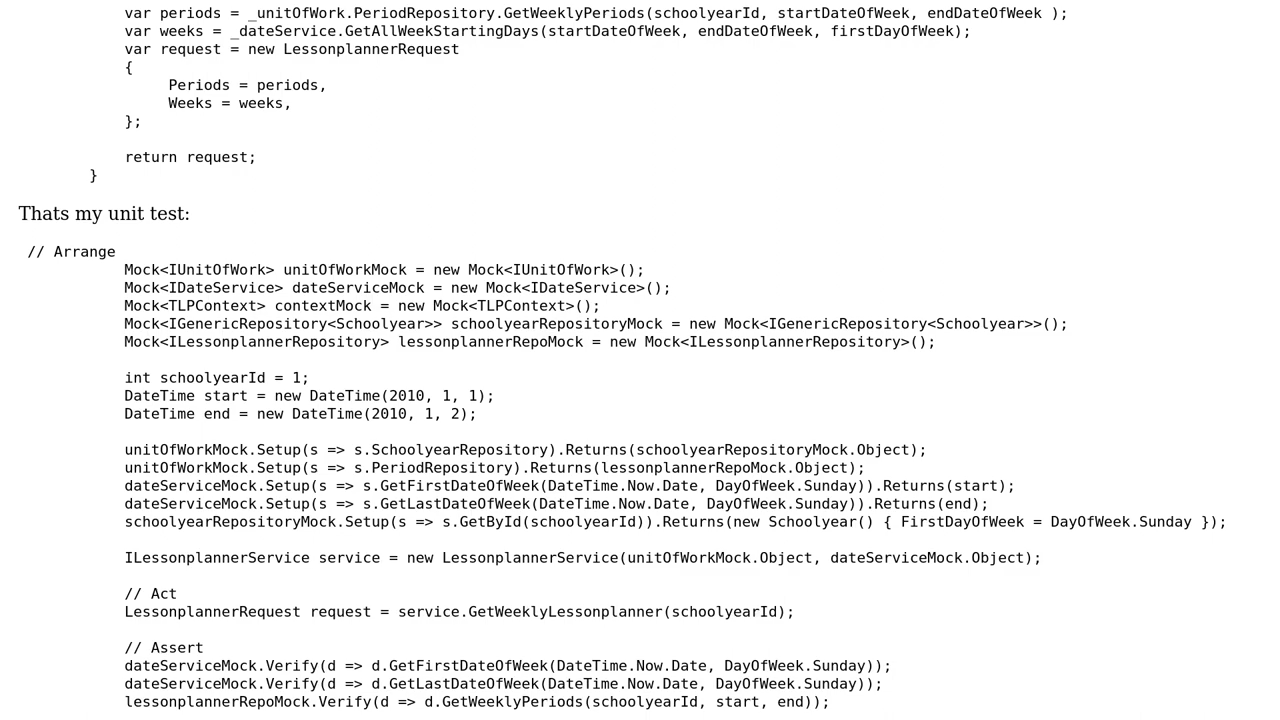 var periods = _unitOfWork.PeriodRepository.GetWeeklyPeriods(schoolyearId, startDateOfWeek, endDateOfWeek );
var weeks = _dateService.GetAllWeekStartingDays(startDateOfWeek, endDateOfWeek, firstDayOfWeek);
var request = new LessonplannerRequest
{
Periods = periods,
Weeks = weeks,
};
return request;
}
Thats my unit test:
// Arrange
Mock<IUnitOfWork> unitOfWorkMock = new Mock<IUnitOfWork>();
Mock<IDateService> dateServiceMock = new Mock<IDateService>();
Mock<TLPContext> contextMock = new Mock<TLPContext>();
Mock<IGenericRepository<Schoolyear>> schoolyearRepositoryMock = new Mock<IGenericRepository<Schoolyear>>();
Mock<ILessonplannerRepository> lessonplannerRepoMock = new Mock<ILessonplannerRepository>();
int schoolyearId = 1;
DateTime start = new DateTime(2010, 1, 1);
DateTime end = new DateTime(2010, 1, 2);
unitOfWorkMock.Setup(s => s.SchoolyearRepository).Returns(schoolyearRepositoryMock.Object);
unitOfWorkMock.Setup(s => s.PeriodRepository).Returns(lessonplannerRepoMock.Object);
dateServiceMock.Setup(s => s.GetFirstDateOfWeek(DateTime.Now.Date, DayOfWeek.Sunday)).Returns(start);
dateServiceMock.Setup(s => s.GetLastDateOfWeek(DateTime.Now.Date, DayOfWeek.Sunday)).Returns(end);
schoolyearRepositoryMock.Setup(s => s.GetById(schoolyearId)).Returns(new Schoolyear() { FirstDayOfWeek = DayOfWeek.Sunday });
ILessonplannerService service = new LessonplannerService(unitOfWorkMock.Object, dateServiceMock.Object);
// Act
LessonplannerRequest request = service.GetWeeklyLessonplanner(schoolyearId);
// Assert
dateServiceMock.Verify(d => d.GetFirstDateOfWeek(DateTime.Now.Date, DayOfWeek.Sunday));
dateServiceMock.Verify(d => d.GetLastDateOfWeek(DateTime.Now.Date, DayOfWeek.Sunday));
lessonplannerRepoMock.Verify(d => d.GetWeeklyPeriods(schoolyearId, start, end));